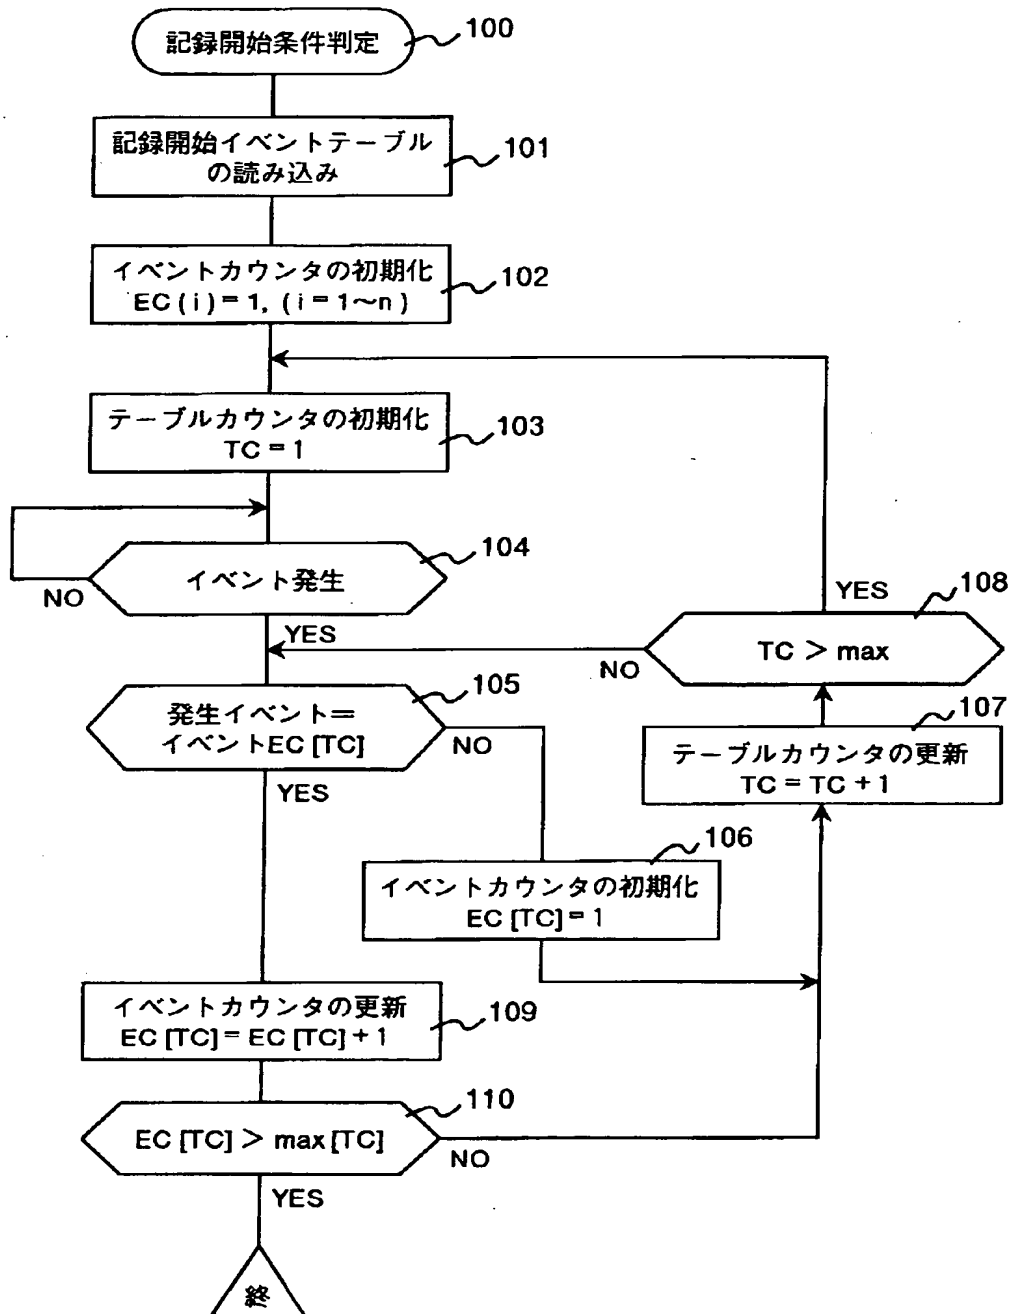 記録開始条件判定
100
記録開始イベントテーブル
の読み込み
101
イベントカウンタの初期化
EC(i)=1, (i=1~n)
102
テーブルカウンタの初期化
TC=1
103
イベント発生
104
NO
YES
発生イベント=
イベントEC[TC]
105
NO
YES
イベントカウンタの初期化
EC[TC]=1
106
テーブルカウンタの更新
TC=TC+1
107
TC > max
108
YES
NO
イベントカウンタの更新
EC[TC]=EC[TC]+1
109
EC[TC] > max[TC]
110
NO
YES
終